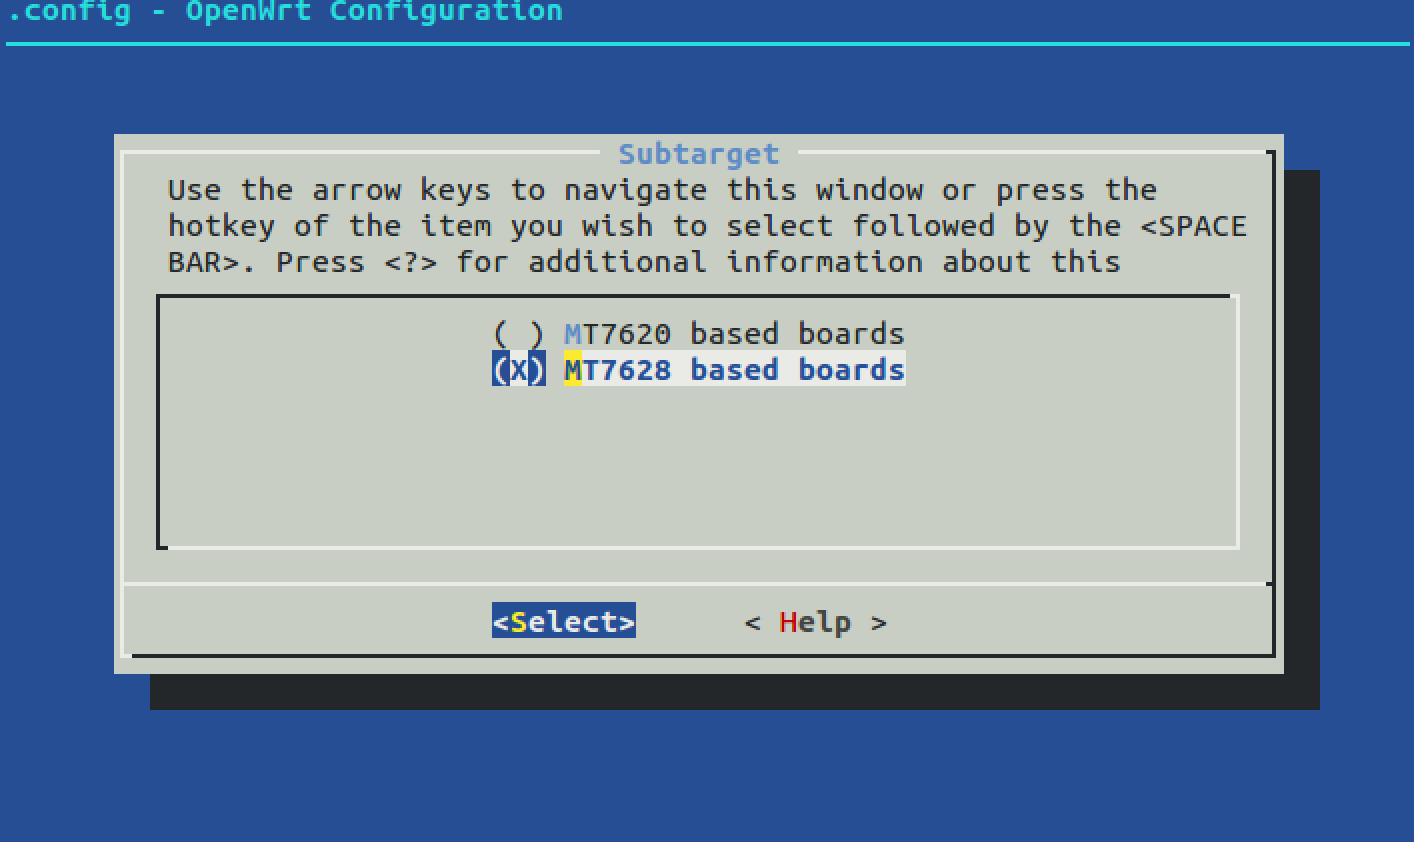 .config - OpenWrt Configuration
Subtarget
Use the arrow keys to navigate this window or press the
hotkey of the item you wish to select followed by the <SPACE
BAR>. Press <?> for additional information about this
( ) MT7620 based boards
(X) MT7628 based boards
<Select> < Help >